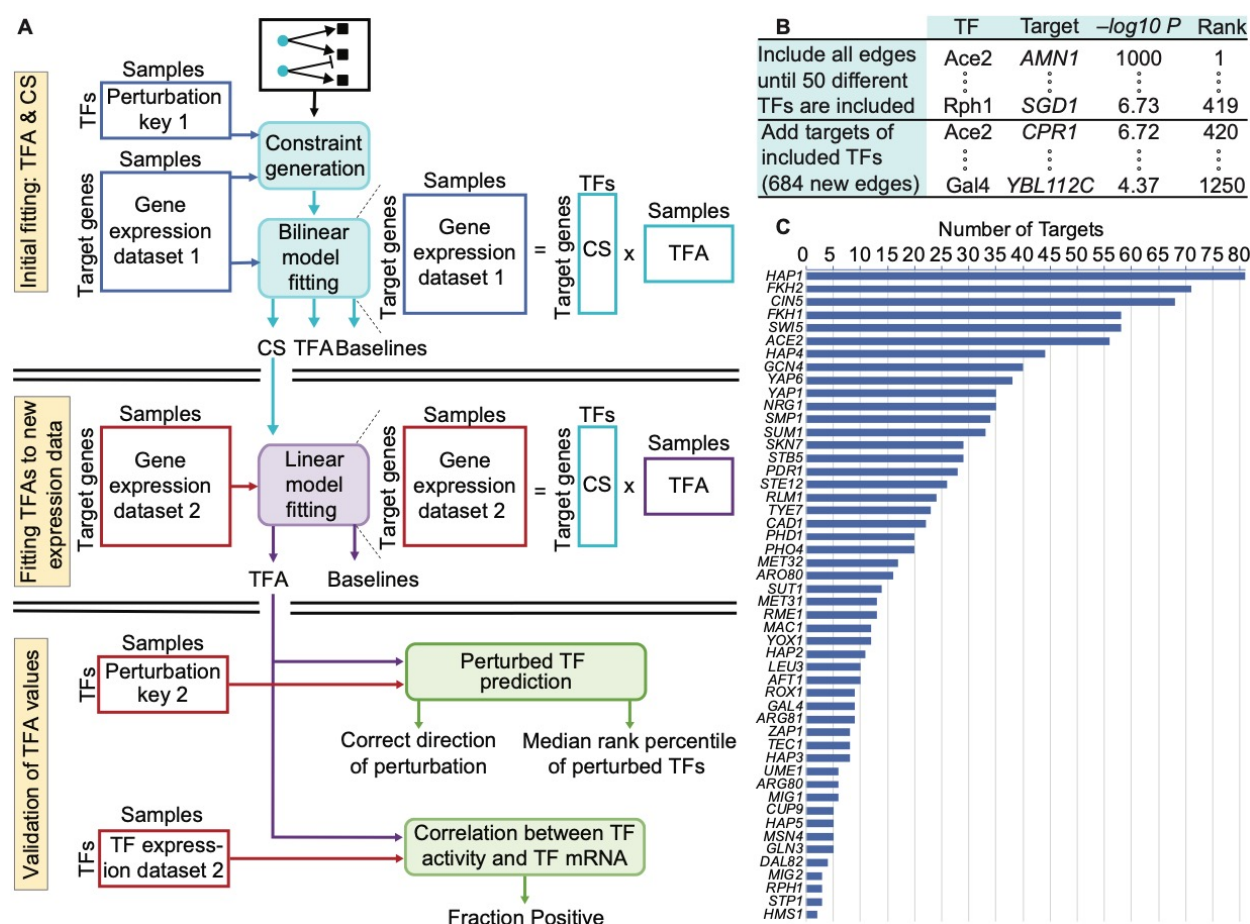 A
Initial fitting: TFA & CS
Samples
TFs
Perturbation
key 1
Samples
Target genes
Gene
expression
dataset 1
Constraint
generation
Bilinear
model
fitting
Samples
Target genes
Gene
expression
dataset 1
=
TFs
Target genes
CS
x
Samples
TFA
CS
TFA
Baselines
Fitting TFAs to new
expression data
Samples
Target genes
Gene
expression
dataset 2
Linear
model
fitting
Samples
Target genes
Gene
expression
dataset 2
=
TFs
Target genes
CS
x
Samples
TFA
TFA
Baselines
Validation of TFA values
Samples
TFs
Perturbation
key 2
Perturbed TF
prediction
Correct direction
of perturbation
Median rank percentile
of perturbed TFs
Samples
TFs
TF express-
ion dataset 2
Correlation between TF
activity and TF mRNA
Fraction Positive
B
TF Target –log10 P Rank
Include all edges Ace2 AMN1 1000 1
until 50 different
TFs are included Rph1 SGD1 6.73 419
Add targets of Ace2 CPR1 6.72 420
included TFs
(684 new edges) Gal4 YBL112C 4.37 1250
C
Number of Targets
0 5 10 15 20 25 30 35 40 45 50 55 60 65 70 75 80
HAP1
FKH2
CIN5
FKH1
SWI5
ACE2
HAP4
GCN4
YAP6
YAP1
NRG1
SMP1
SUM1
SKN7
STB5
PDR1
STE12
RLM1
TYE7
CAD1
PHD1
PHO4
MET32
ARO80
SUT1
MET31
RME1
MAC1
YOX1
HAP2
LEU3
AFT1
ROX1
GAL4
ARG81
ZAP1
TEC1
HAP3
UME1
ARG80
MIG1
CUP9
HAP5
MSN4
GLN3
DAL82
MIG2
RPH1
STP1
HMS1